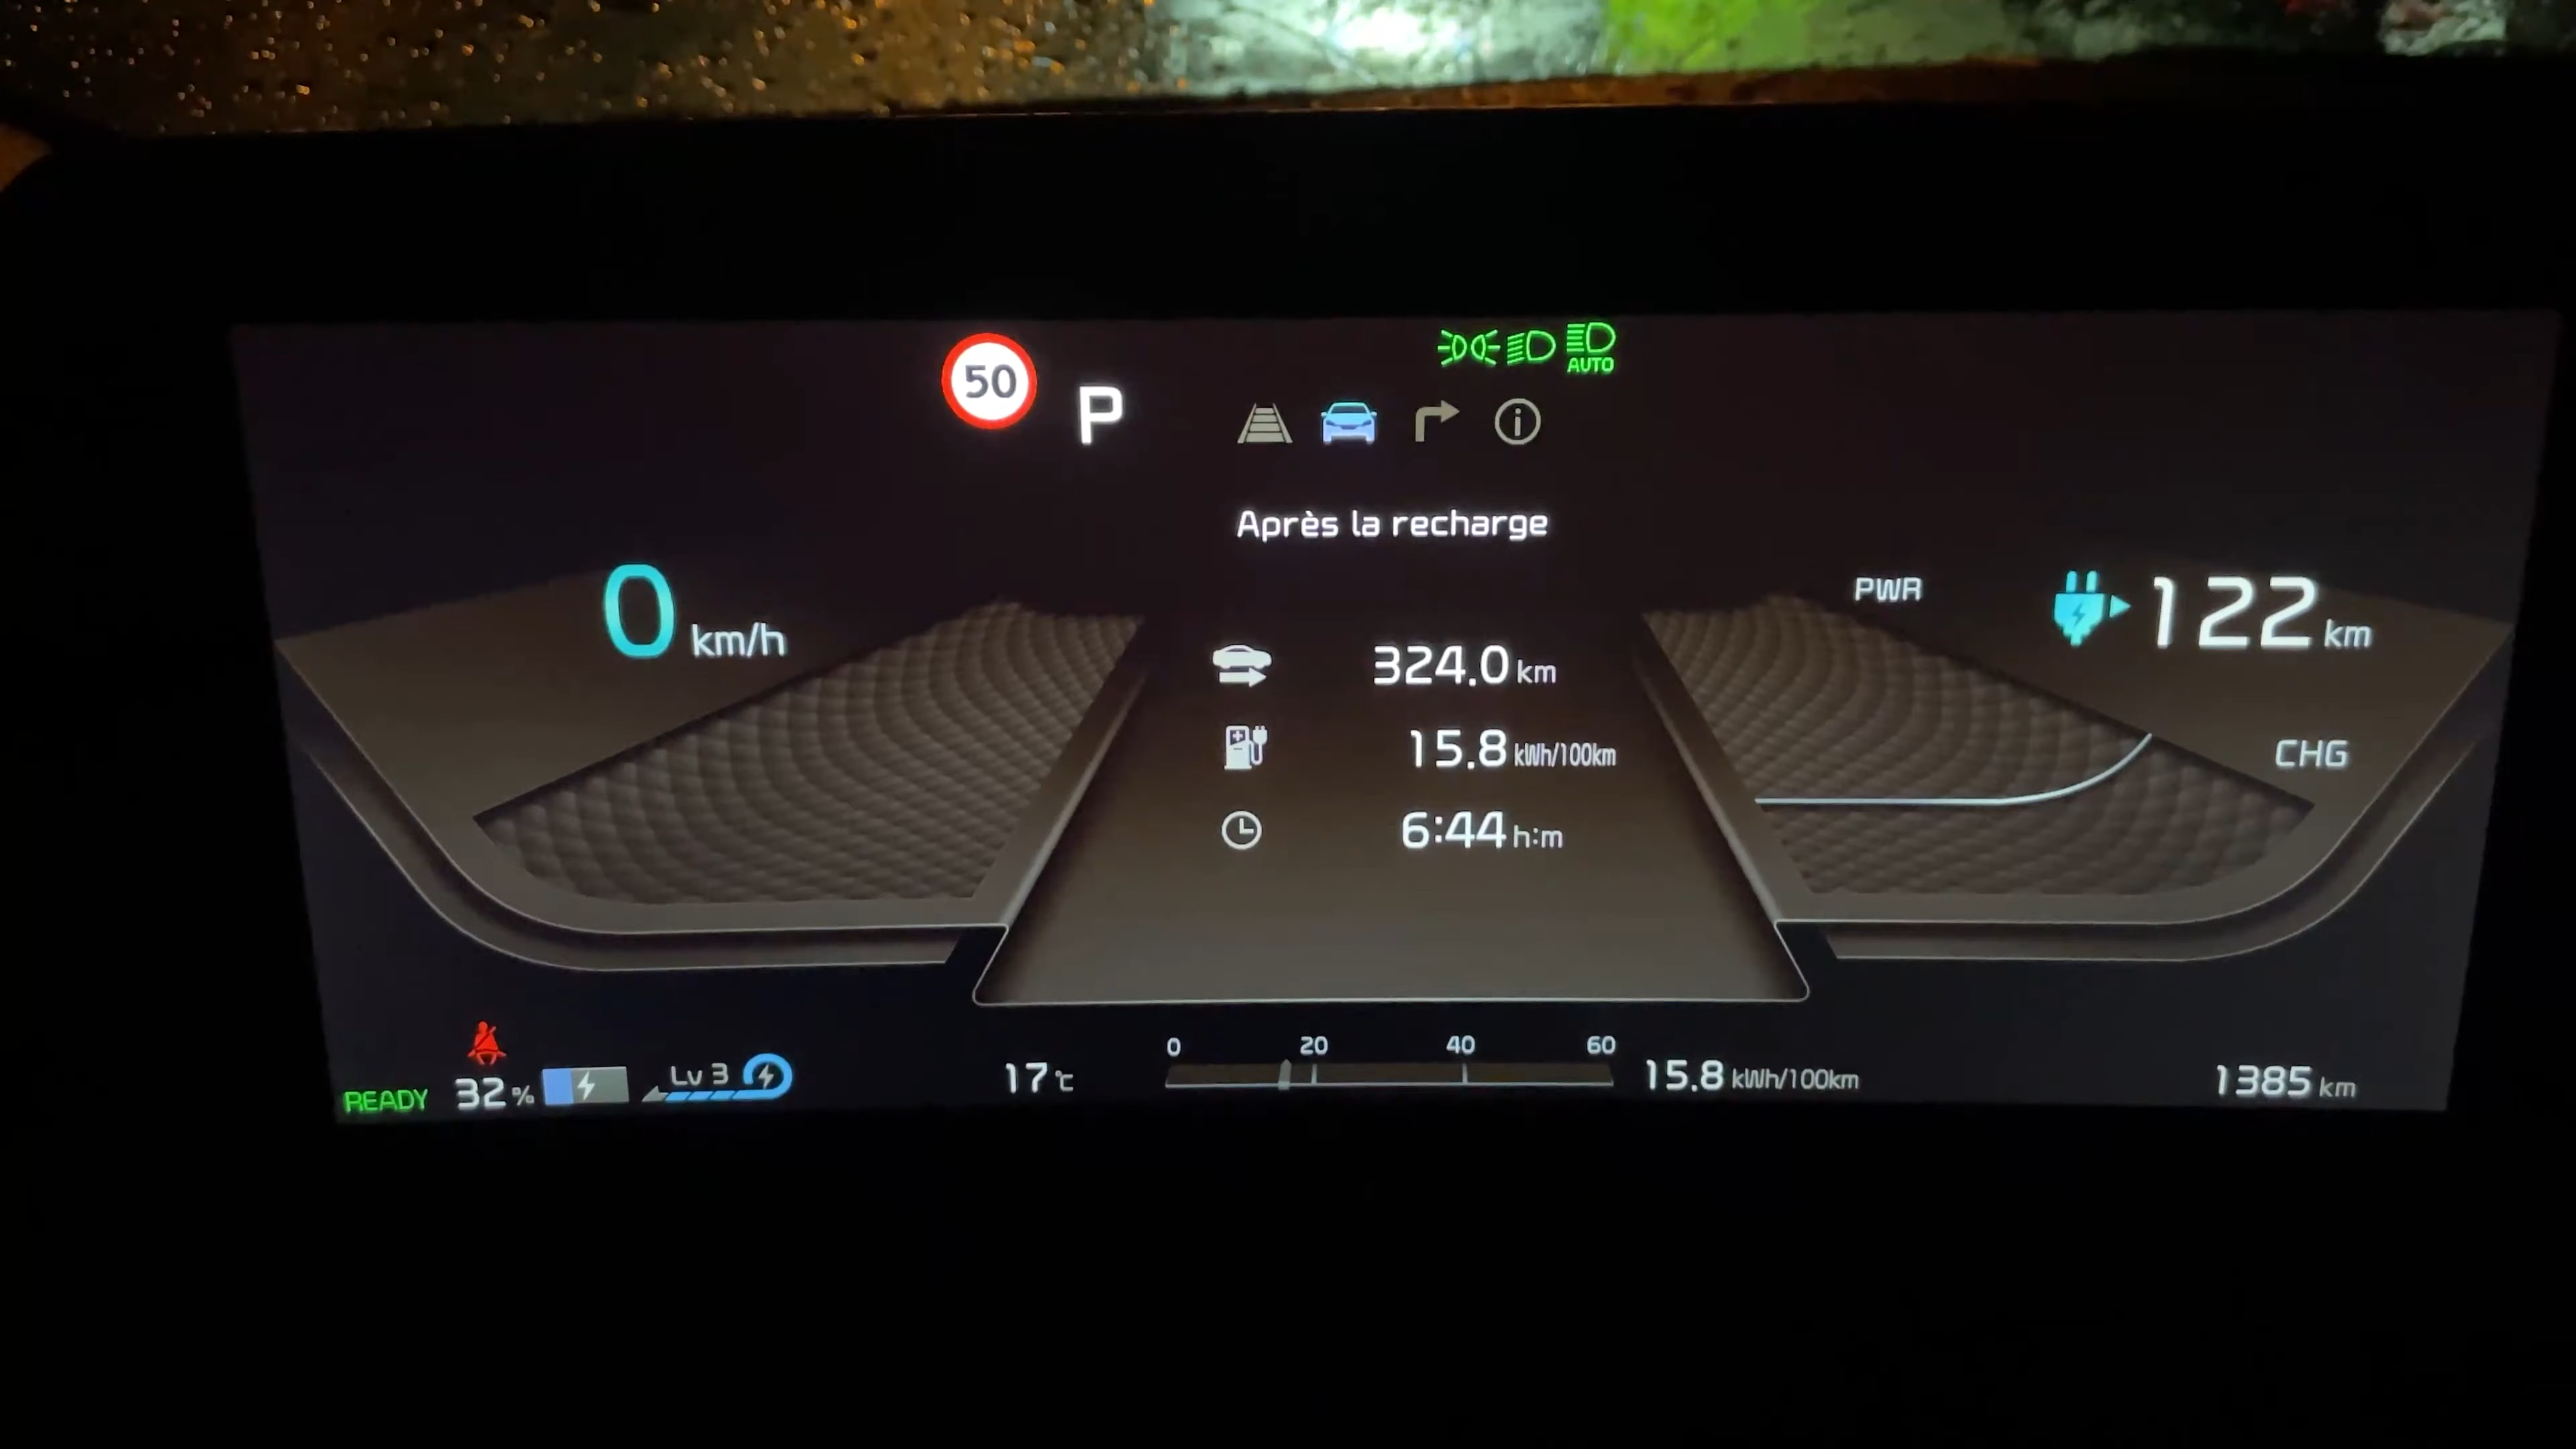 50
P
AUTO
Après la recharge
0 km/h
PWR
122 km
324.0 km
15.8 kWh/100km
CHG
6:44 h:m
0 20 40 60
READY 32 % Lv 3 17 ℃ 15.8 kWh/100km 1385 km